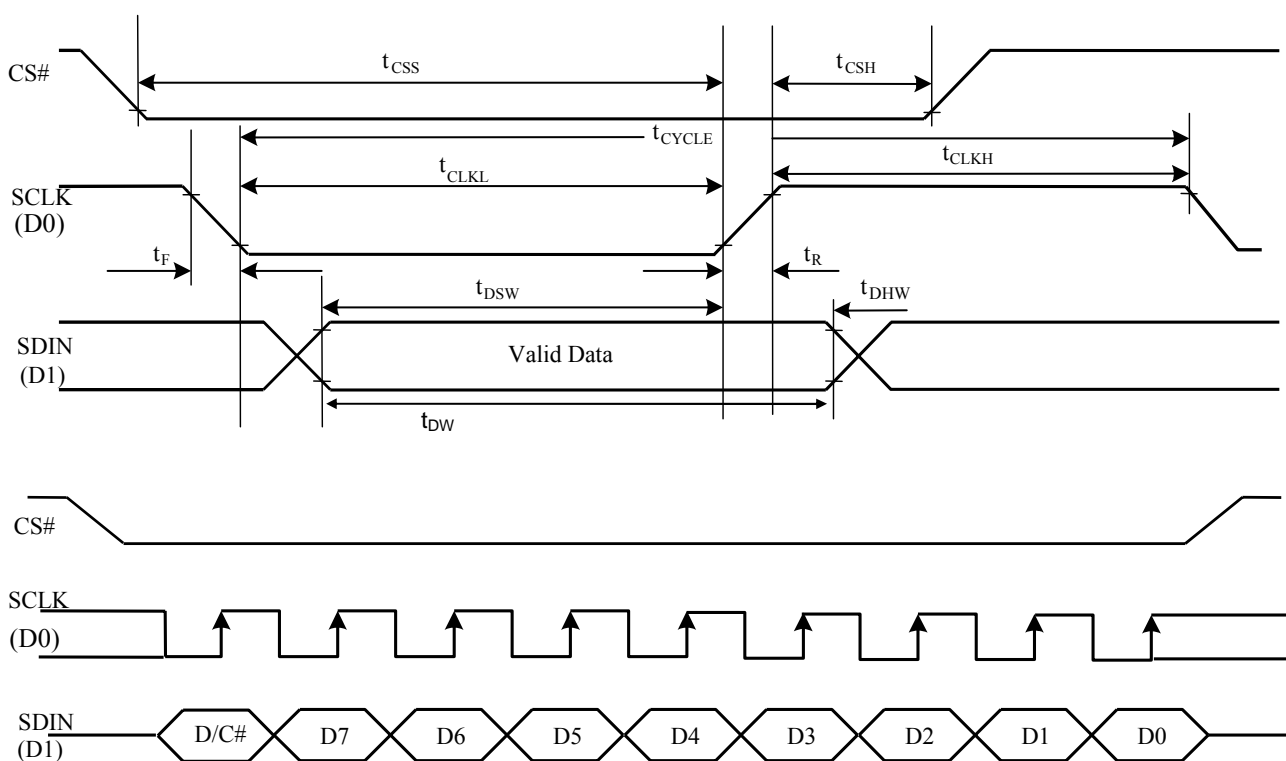 CS#
tCSS
tCSH
tCYCLE
tCLKL
tCLKH
SCLK
(D0)
tF
tR
tDSW
tDHW
SDIN
(D1)
Valid Data
tDW
CS#
SCLK
(D0)
SDIN
(D1)
D/C# D7 D6 D5 D4 D3 D2 D1 D0